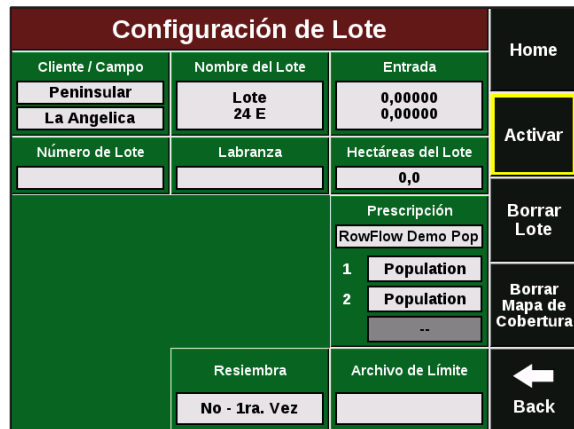 Configuración de Lote
Cliente / Campo
Peninsular
La Angelica
Nombre del Lote
Lote
24 E
Entrada
0,00000
0,00000
Número de Lote
Labranza
Hectáreas del Lote
0,0
Prescripción
RowFlow Demo Pop
1 Population
2 Population
--
Resiembra
No - 1ra. Vez
Archivo de Límite
Home
Activar
Borrar
Lote
Borrar
Mapa de
Cobertura
Back